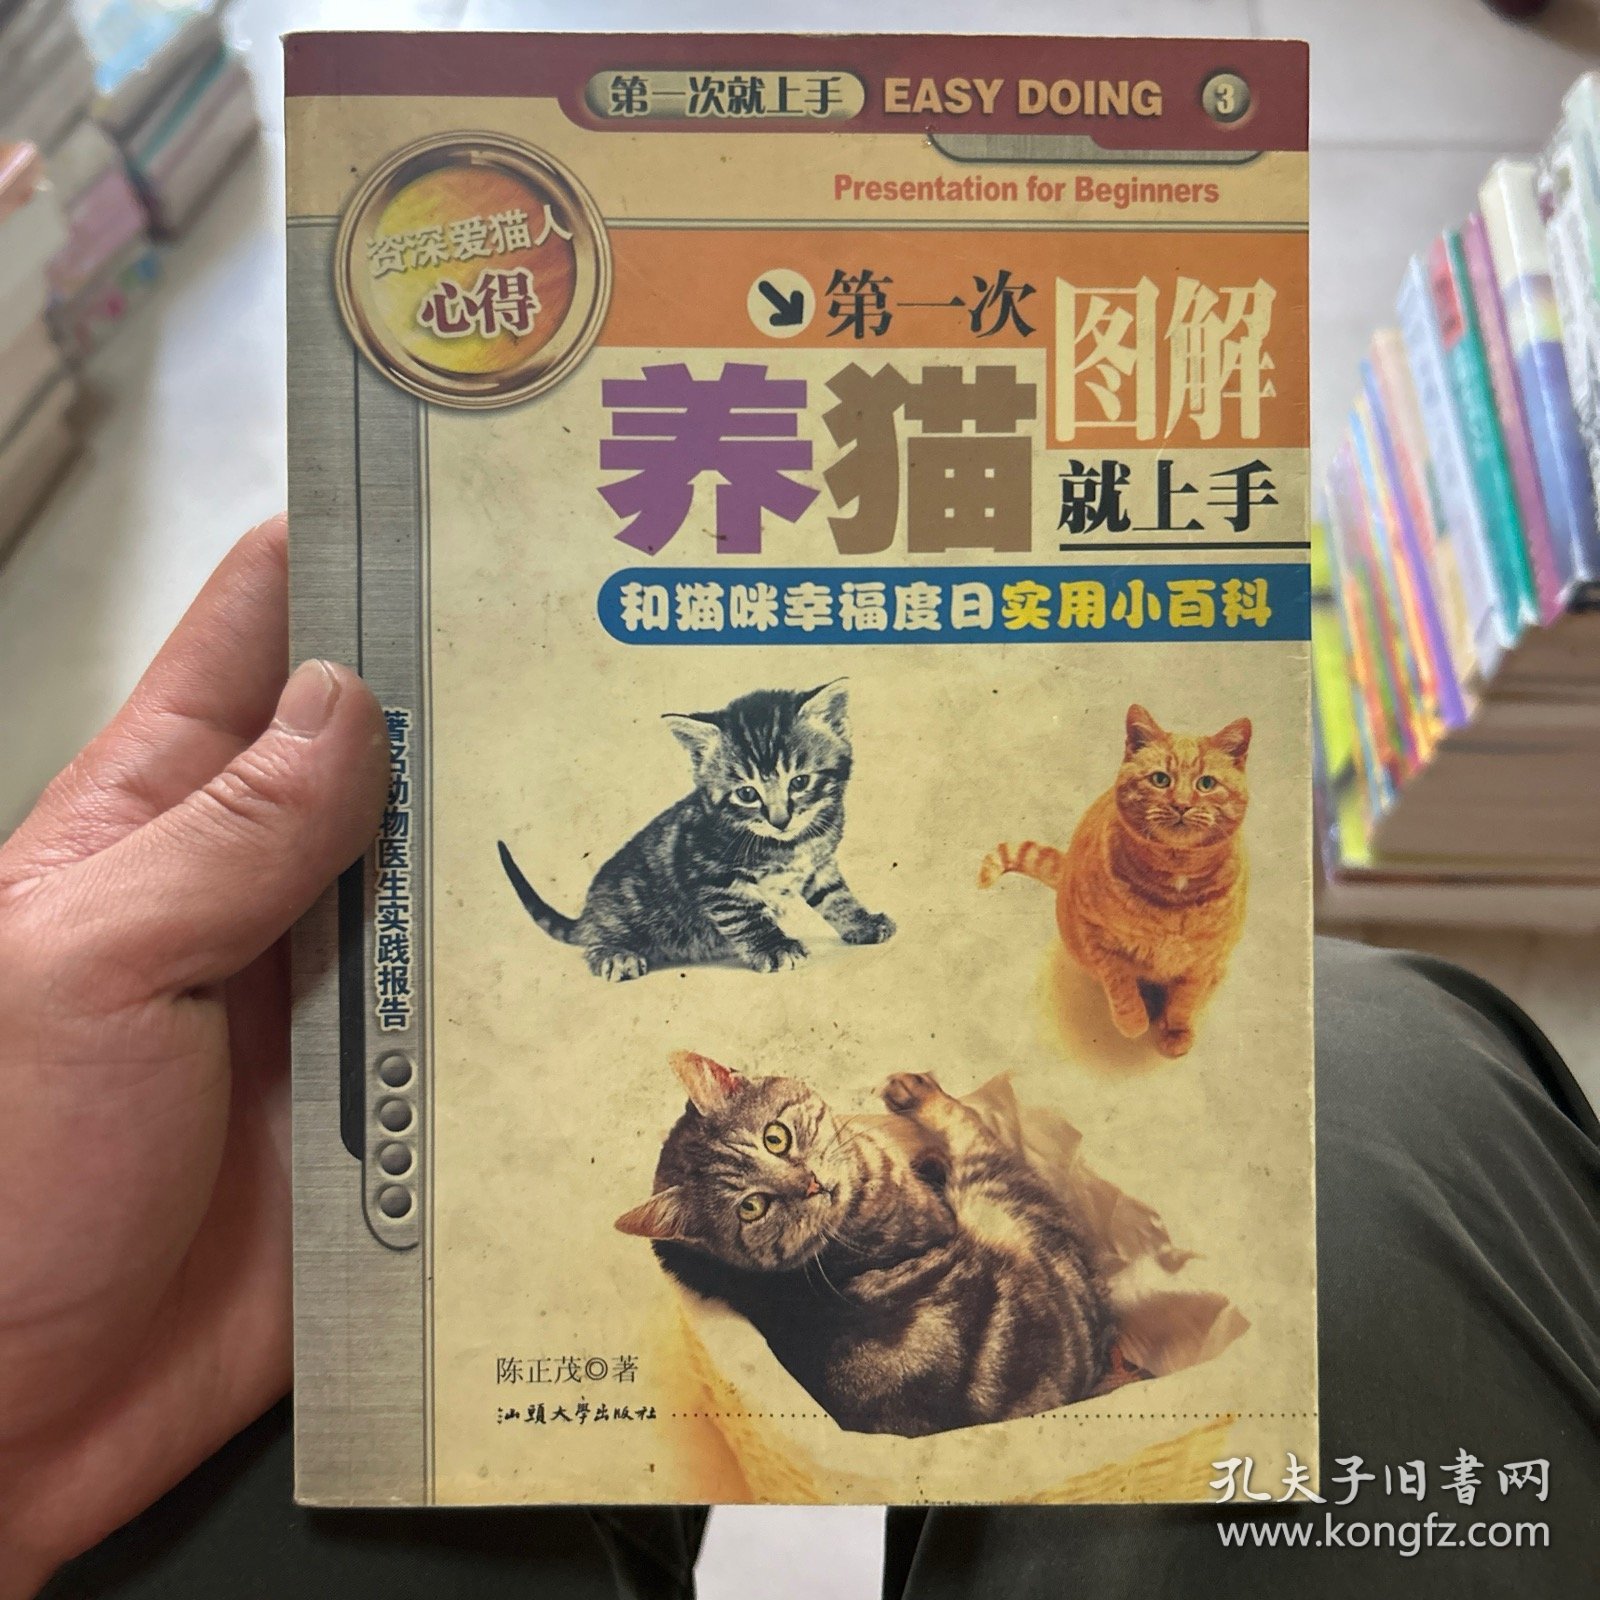 第一次就上手 EASY DOING 3
Presentation for Beginners
资深爱猫人
心得
第一次
图解
养猫
就上手
和猫咪幸福度日实用小百科
著名动物医生实践报告
陈正茂◎著
汕頭大學出版社
孔夫子旧書网
www.kongfz.com